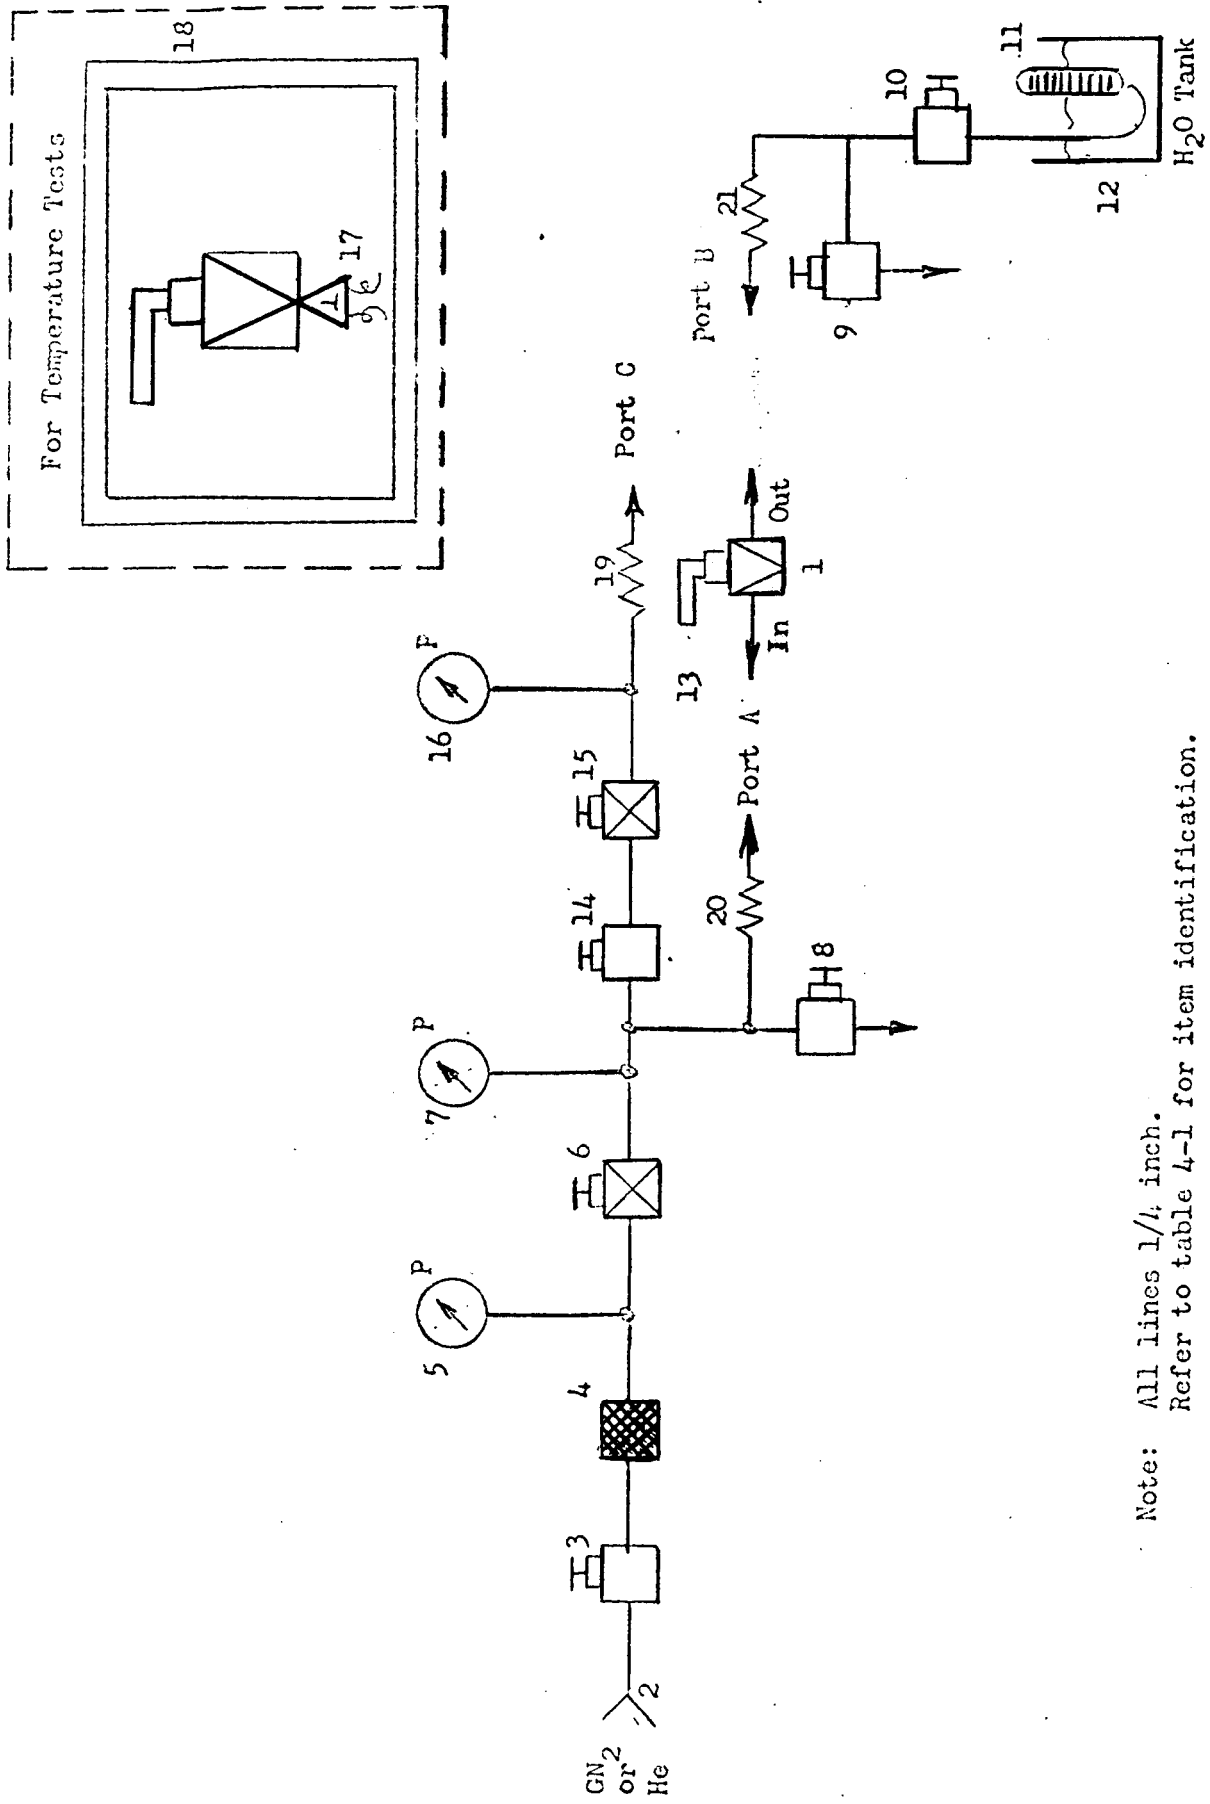 For Temperature Tests
18
17
T
16
P
19
Port C
15
14
7
P
6
5
P
4
3
2
GN2
or
He
13
In
Out
1
Port A
20
8
Port B
21
9
10
11
12
H2O Tank
Note: All lines 1/4 inch.
Refer to table 4-1 for item identification.